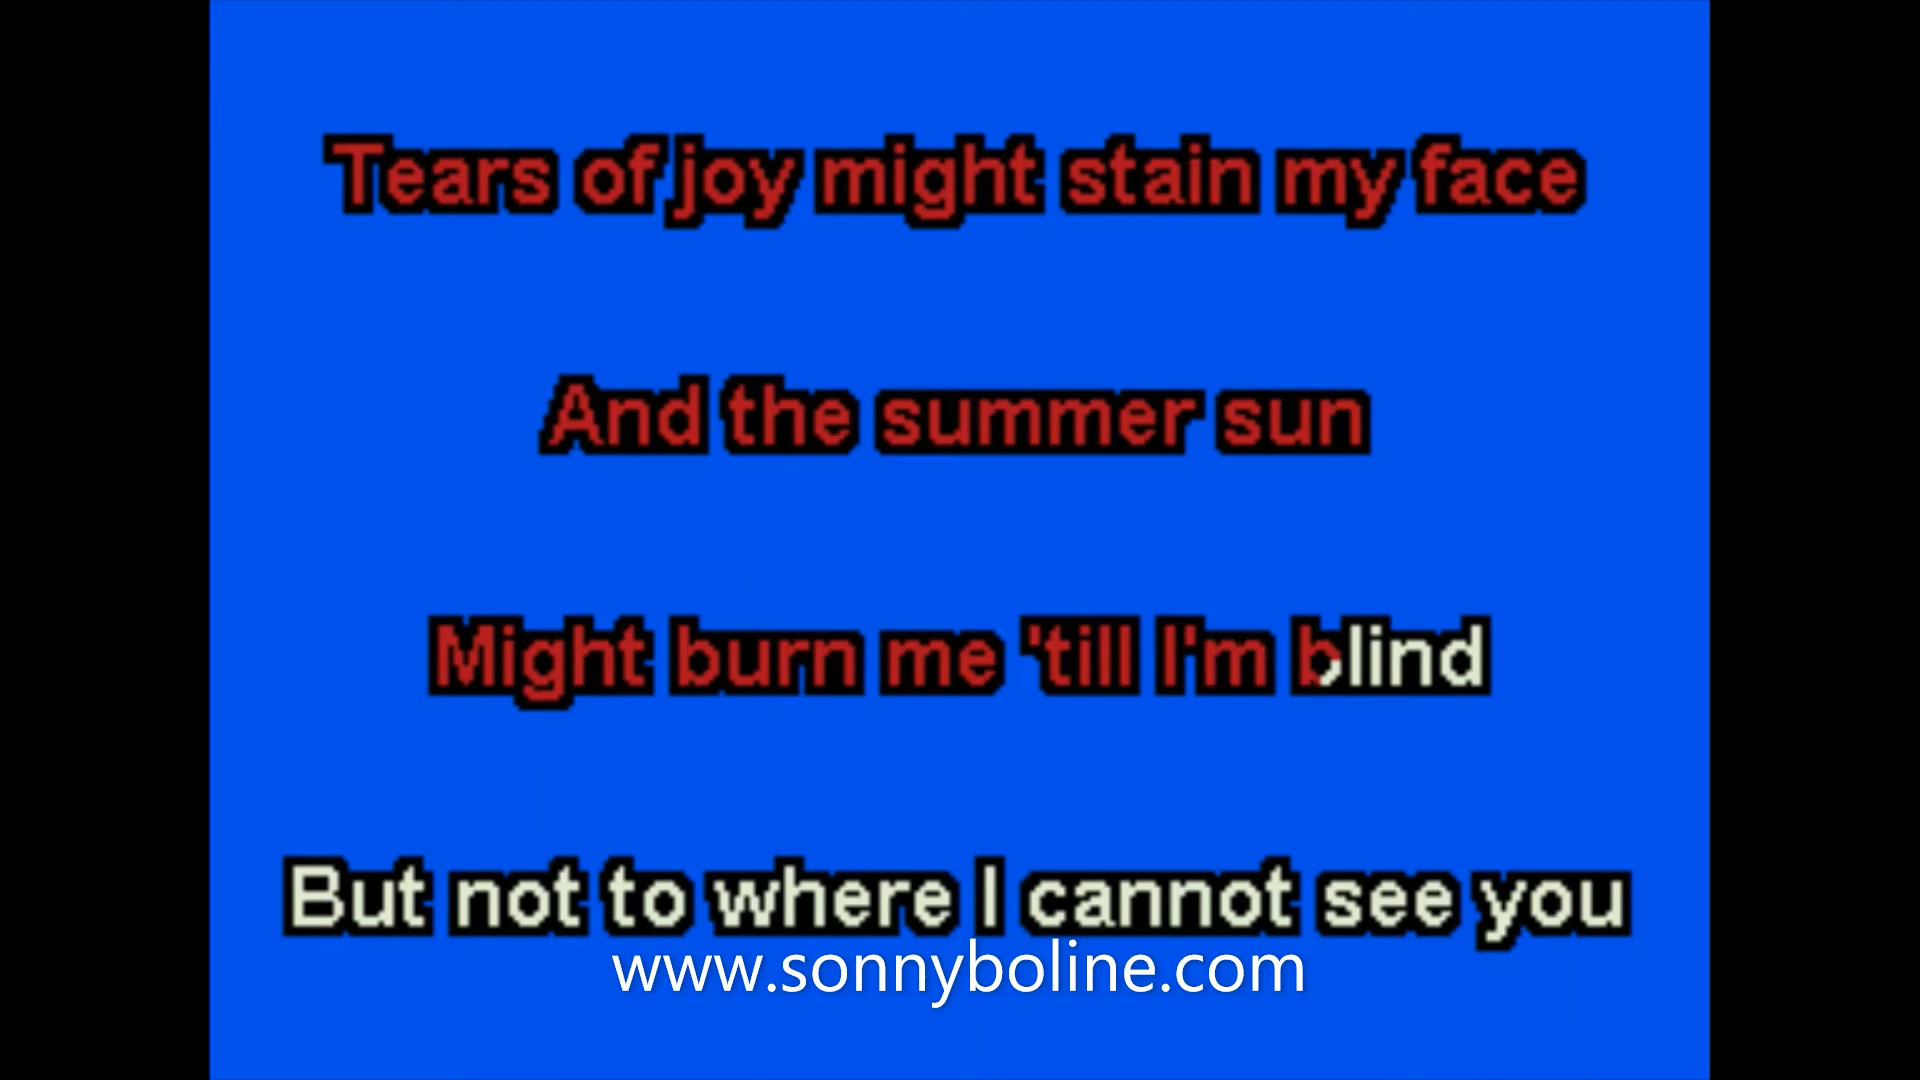 Tears of joy might stain my face
And the summer sun
Might burn me 'till I'm blind
But not to where I cannot see you
www.sonnyboline.com